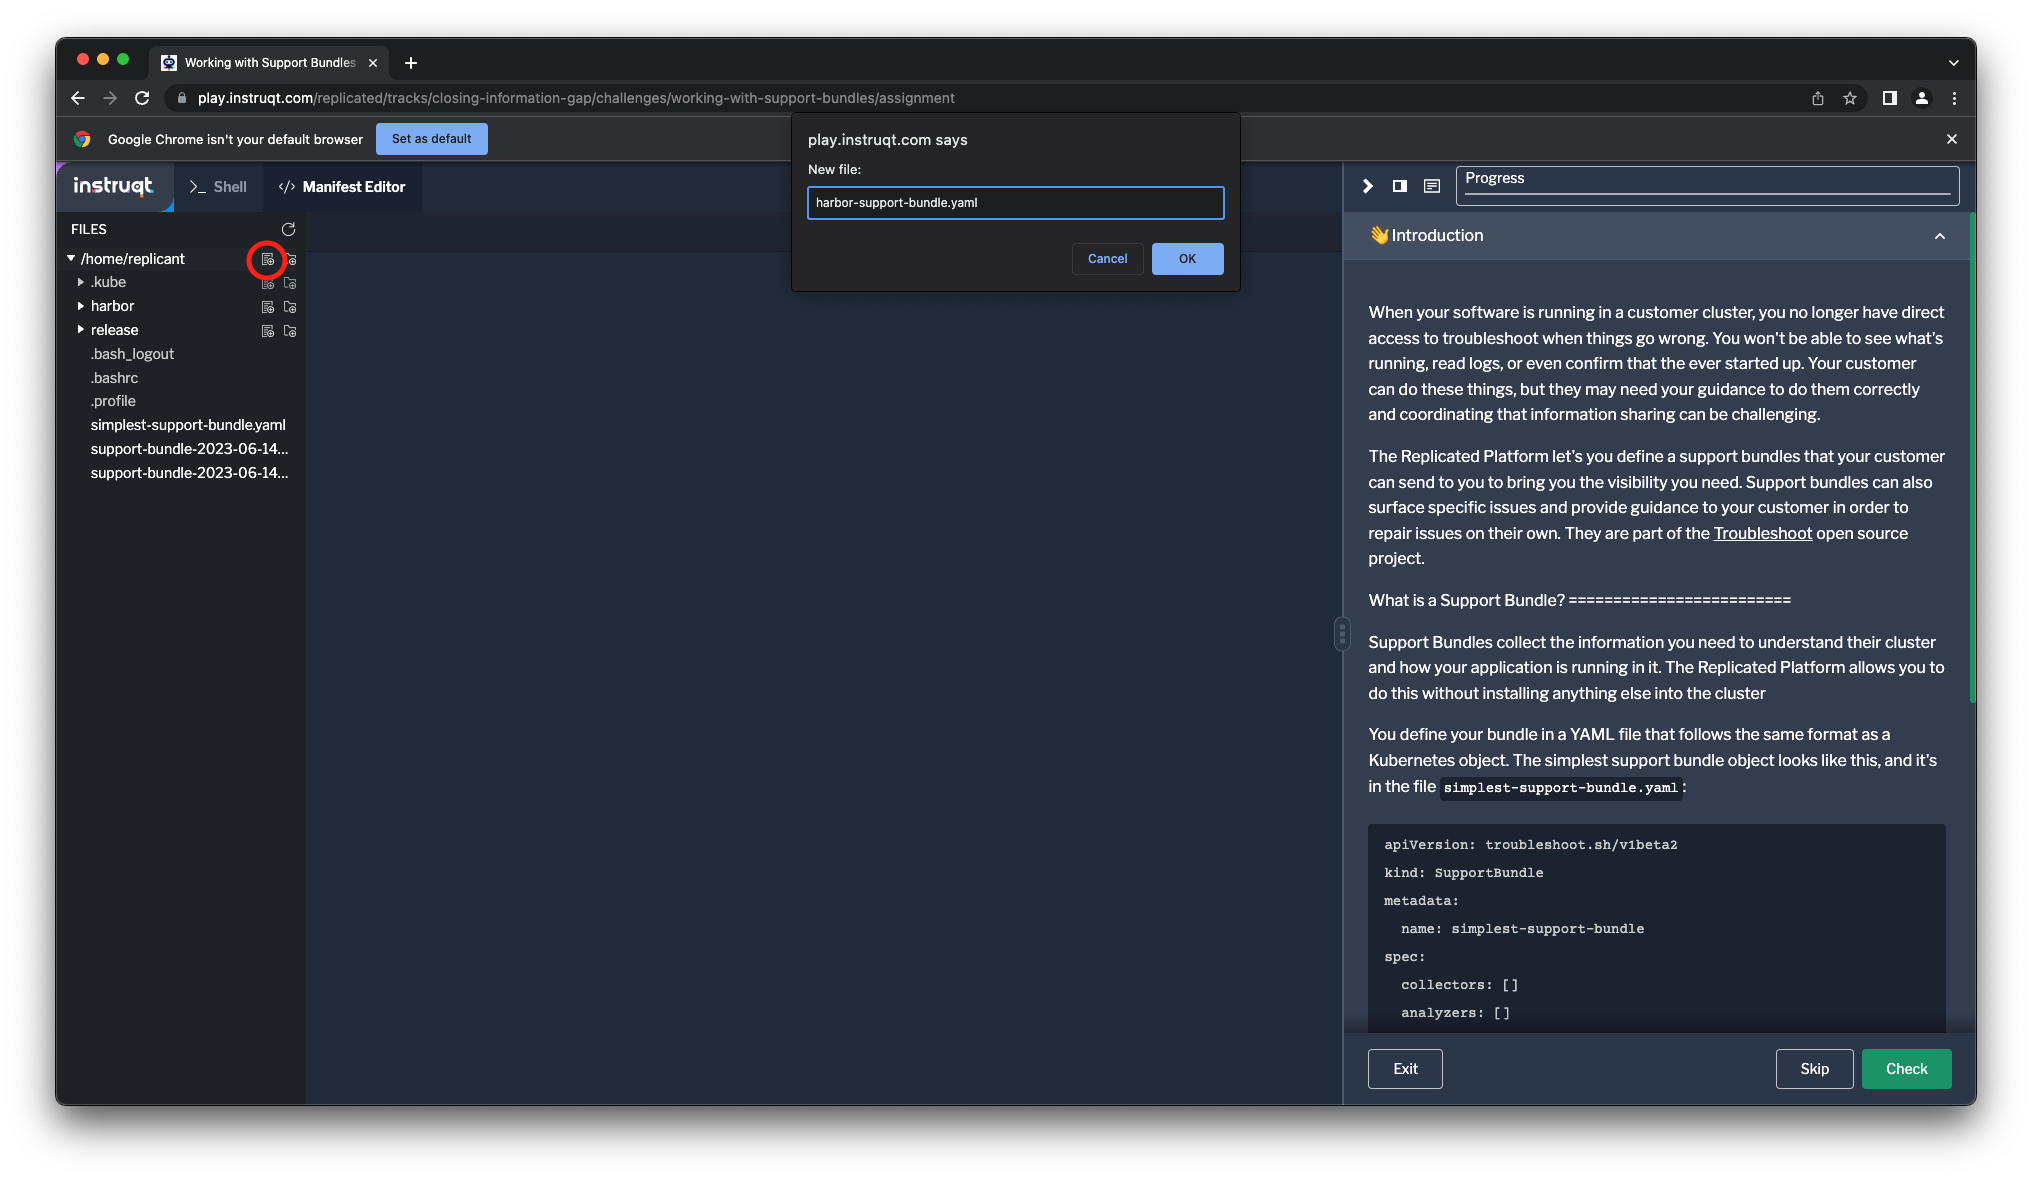 Working with Support Bundles
play.instruqt.com/replicated/tracks/closing-information-gap/challenges/working-with-support-bundles/assignment
Google Chrome isn't your default browser
Set as default
play.instruqt.com says
New file:
harbor-support-bundle.yaml
Cancel
OK
instruqt
>_ Shell
</> Manifest Editor
FILES
/home/replicant
.kube
harbor
release
.bash_logout
.bashrc
.profile
simplest-support-bundle.yaml
support-bundle-2023-06-14...
support-bundle-2023-06-14...
Progress
👋Introduction
When your software is running in a customer cluster, you no longer have direct
access to troubleshoot when things go wrong. You won't be able to see what's
running, read logs, or even confirm that the ever started up. Your customer
can do these things, but they may need your guidance to do them correctly
and coordinating that information sharing can be challenging.
The Replicated Platform let's you define a support bundles that your customer
can send to you to bring you the visibility you need. Support bundles can also
surface specific issues and provide guidance to your customer in order to
repair issues on their own. They are part of the Troubleshoot open source
project.
What is a Support Bundle? =========================
Support Bundles collect the information you need to understand their cluster
and how your application is running in it. The Replicated Platform allows you to
do this without installing anything else into the cluster
You define your bundle in a YAML file that follows the same format as a
Kubernetes object. The simplest support bundle object looks like this, and it's
in the file simplest-support-bundle.yaml:
apiVersion: troubleshoot.sh/v1beta2
kind: SupportBundle
metadata:
  name: simplest-support-bundle
spec:
  collectors: []
  analyzers: []
Exit
Skip
Check